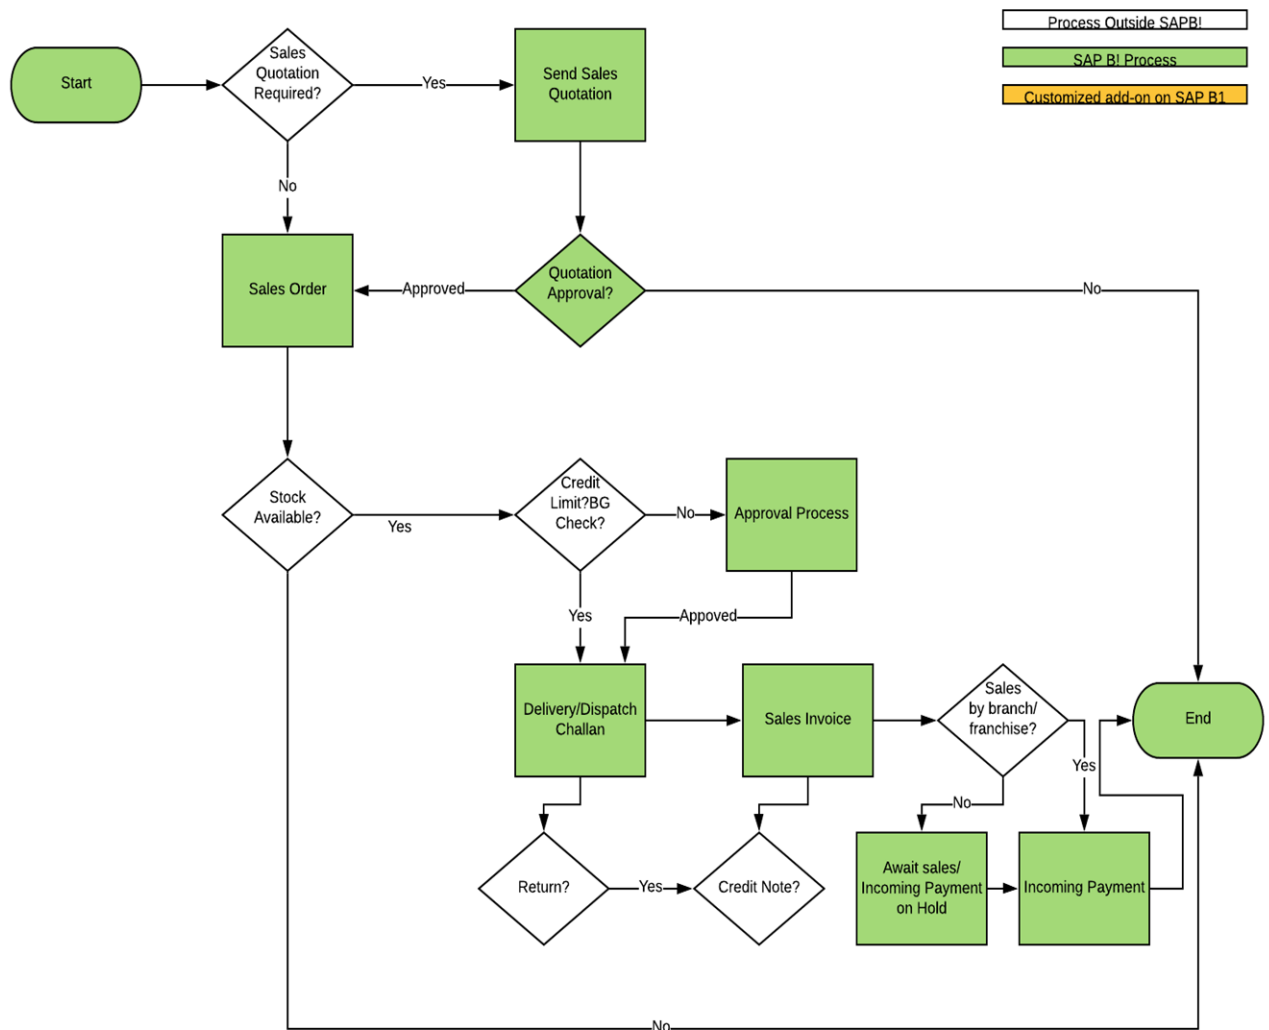 Process Outside SAPB!
SAP B! Process
Customized add-on on SAP B1
Start
Sales
Quotation
Required?
Yes
Send Sales
Quotation
No
Sales Order
Approved
Quotation
Approval?
No
Stock
Available?
Yes
Credit
Limit?BG
Check?
No
Approval Process
Yes
Appoved
Delivery/Dispatch
Challan
Sales Invoice
Sales
by branch/
franchise?
End
Yes
No
Return?
Yes
Credit Note?
Await sales/
Incoming Payment
on Hold
Incoming Payment
No